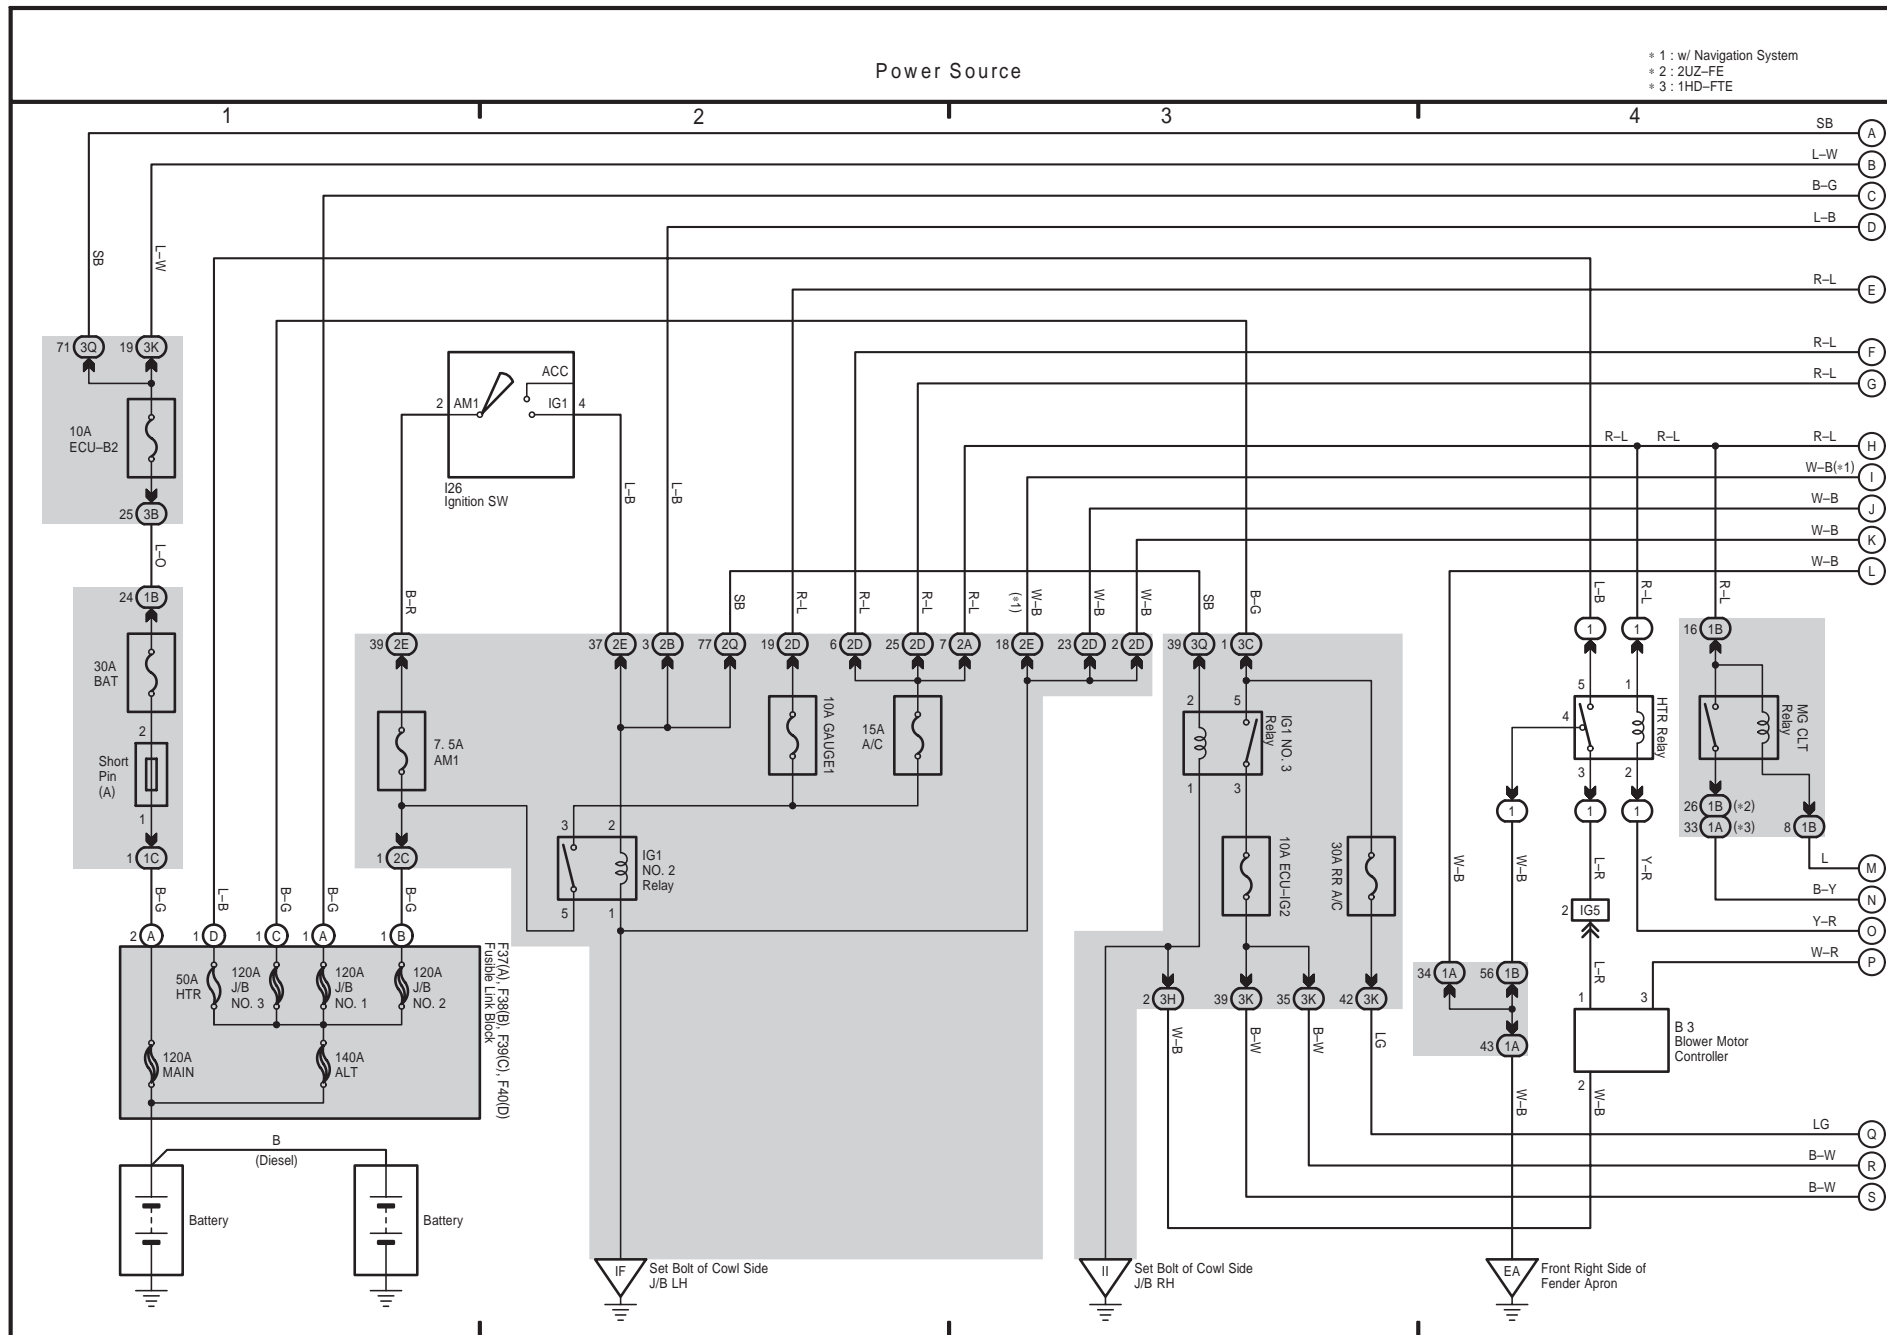 Power Source
* 1 : w/ Navigation System
* 2 : 2UZ–FE
* 3 : 1HD–FTE
1
2
3
4
SB
A
L–W
B
B–G
C
L–B
D
SB
L–W
R–L
E
71
3Q
19
3K
R–L
F
R–L
G
10A
ECU–B2
2
AM1
ACC
IG1
4
I26
Ignition SW
L–B
L–B
R–L
R–L
R–L
H
W–B(*1)
I
W–B
J
W–B
K
W–B
L
25
3B
L–O
24
1B
B–R
SB
R–L
R–L
R–L
R–L
W–B
(*1)
W–B
W–B
SB
B–G
L–B
R–L
R–L
39
2E
37
2E
3
2B
77
2Q
19
2D
6
2D
25
2D
7
2A
18
2E
23
2D
2
2D
39
3Q
1
3C
1
1
16
1B
30A
BAT
2
Short
Pin
(A)
1
1
1C
7. 5A
AM1
1
2C
10A GAUGE1
15A
A/C
2
5
IG1 NO. 3
Relay
1
3
5
1
4
HTR Relay
3
2
MG CLT
Relay
1
1
1
26
1B
(*2)
33
1A
(*3)
8
1B
3
2
IG1
NO. 2
Relay
5
1
10A ECU–IG2
30A RR A/C
W–B
W–B
L–R
Y–R
L
M
B–Y
N
Y–R
O
W–R
P
B–G
L–B
B–G
B–G
B–G
2
A
1
D
1
C
1
A
1
B
2
IG5
50A
HTR
120A
J/B
NO. 3
120A
J/B
NO. 1
120A
J/B
NO. 2
120A
MAIN
140A
ALT
F37(A), F38(B), F39(C), F40(D)
Fusible Link Block
34
1A
56
1B
43
1A
L–R
2
3H
39
3K
35
3K
42
3K
W–B
B–W
B–W
LG
1
3
B 3
Blower Motor
Controller
2
W–B
W–B
B
(Diesel)
LG
Q
B–W
R
B–W
S
Battery
Battery
IF
Set Bolt of Cowl Side
J/B LH
II
Set Bolt of Cowl Side
J/B RH
EA
Front Right Side of
Fender Apron